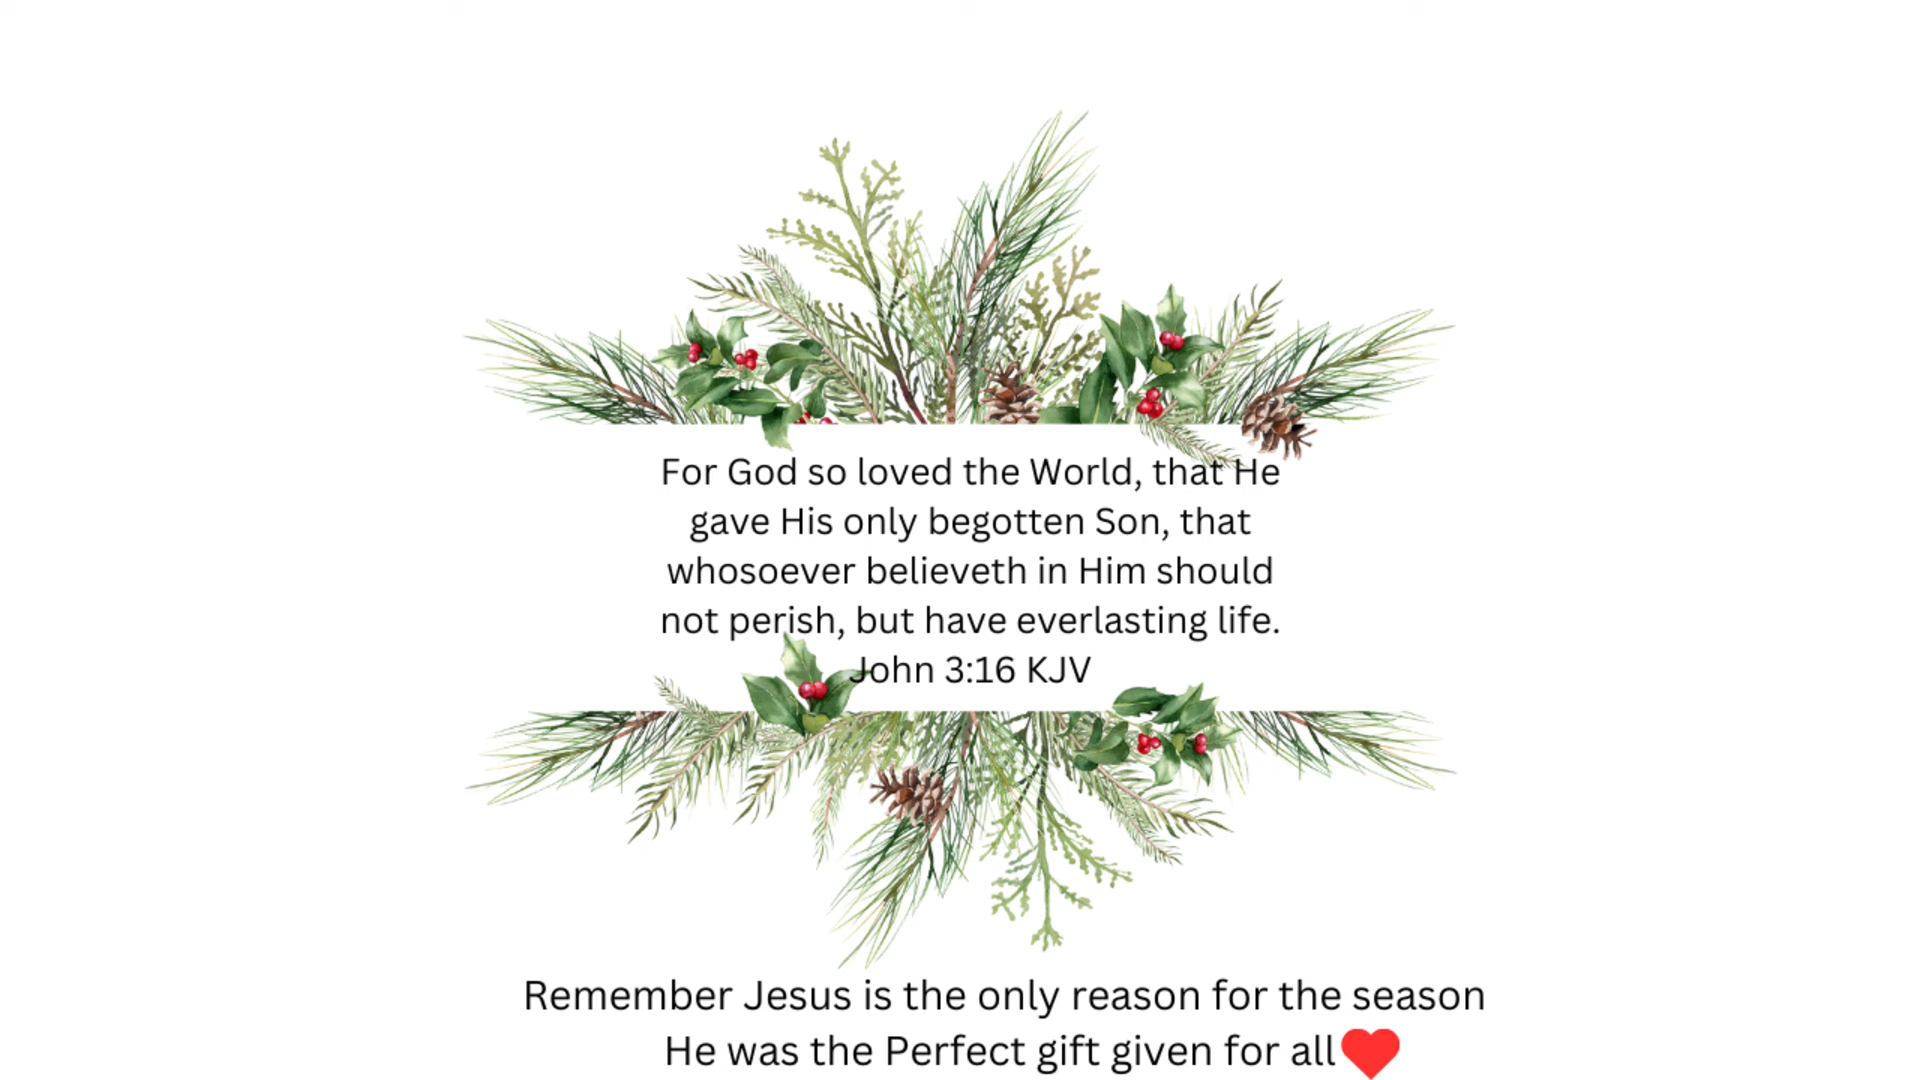 For God so loved the World, that He
gave His only begotten Son, that
whosoever believeth in Him should
not perish, but have everlasting life.
John 3:16 KJV
Remember Jesus is the only reason for the season
He was the Perfect gift given for all